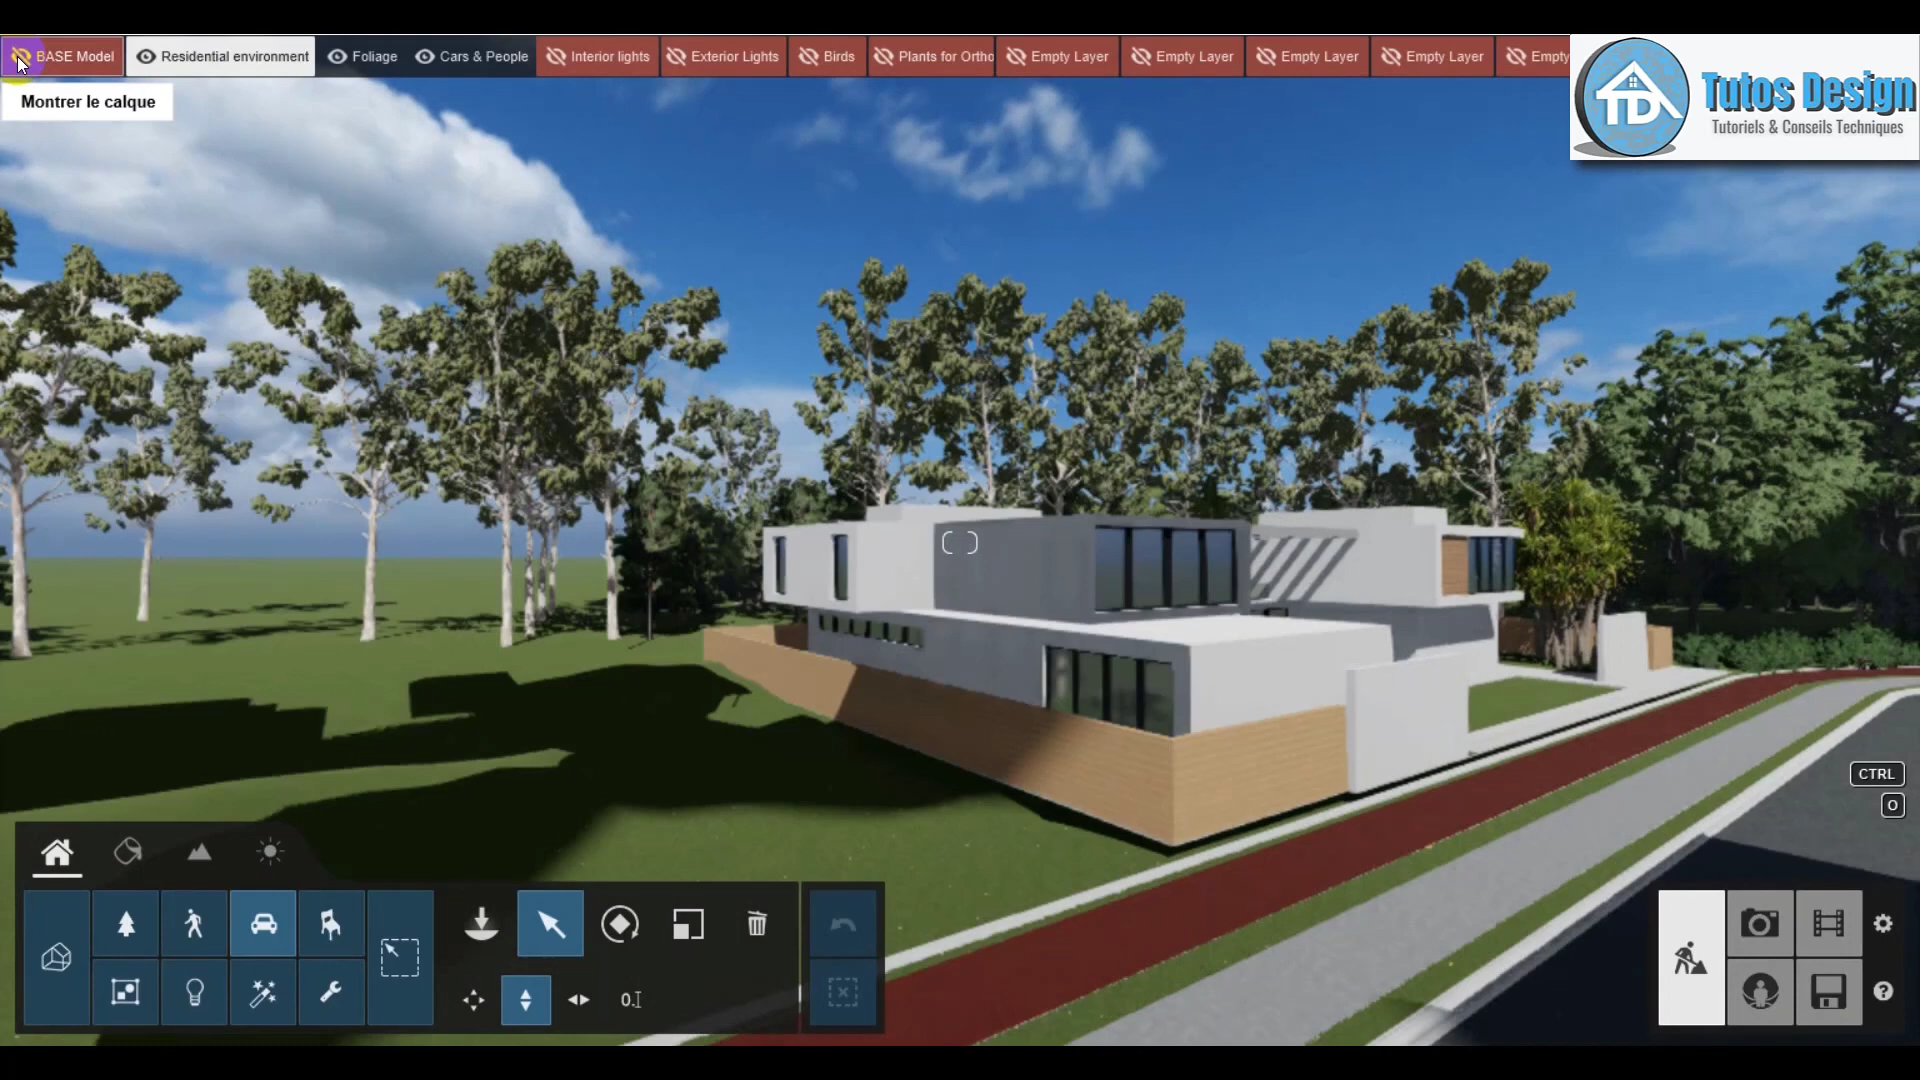 BASE Model
Residential environment
Foliage
Cars & People
Interior lights
Exterior Lights
Birds
Plants for Ortho
Empty Layer
Empty Layer
Empty Layer
Empty Layer
Empty
Montrer le calque
TD
Tutos Design
Tutoriels & Conseils Techniques
CTRL
O
0.
?